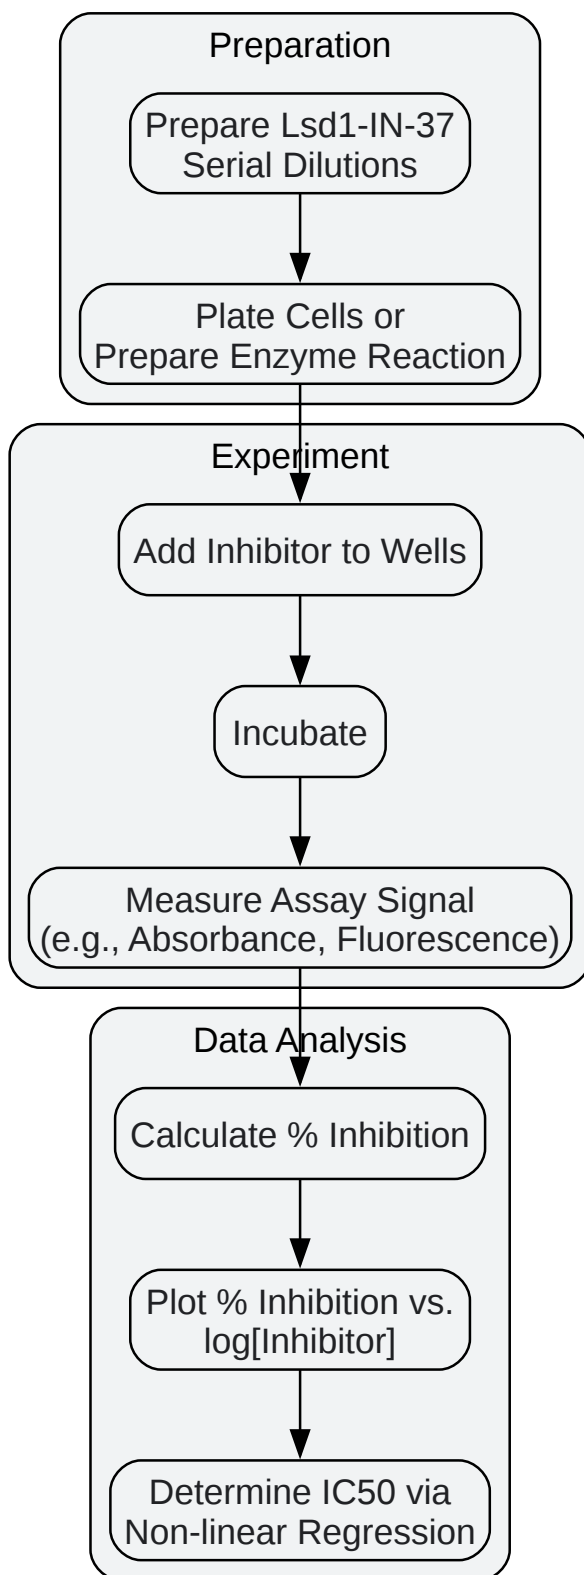 Preparation
Prepare Lsd1-IN-37
Serial Dilutions
Plate Cells or
Prepare Enzyme Reaction
Experiment
Add Inhibitor to Wells
Incubate
Measure Assay Signal
(e.g., Absorbance, Fluorescence)
Data Analysis
Calculate % Inhibition
Plot % Inhibition vs.
log[Inhibitor]
Determine IC50 via
Non-linear Regression